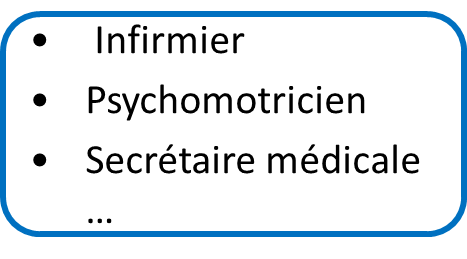 • Infirmier
• Psychomotricien
• Secrétaire médicale
...